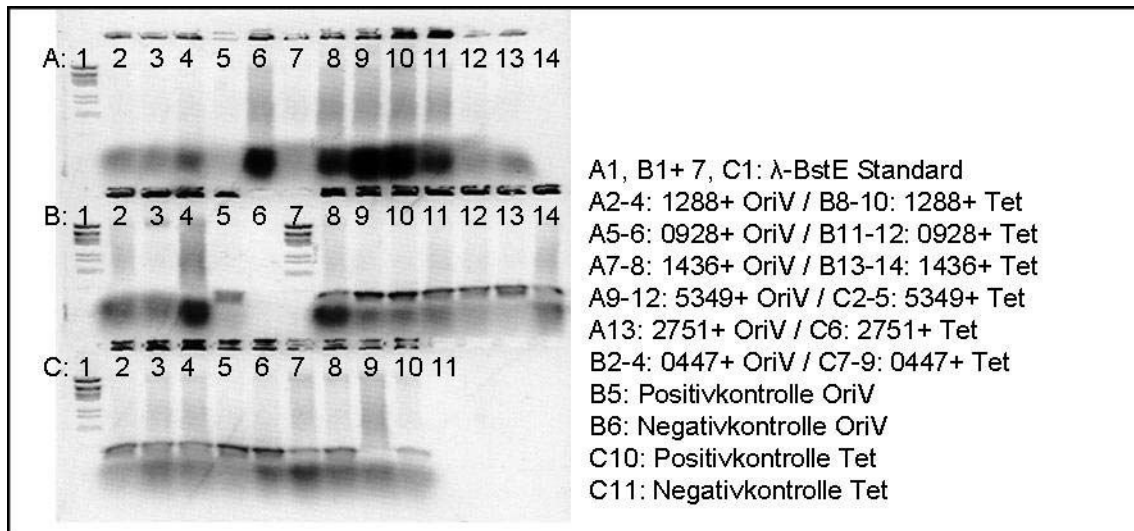 A: 1 2 3 4 5 6 7 8 9 10 11 12 13 14
B: 1 2 3 4 5 6 7 8 9 10 11 12 13 14
C: 1 2 3 4 5 6 7 8 9 10 11
A1, B1+ 7, C1: λ-BstE Standard
A2-4: 1288+ OriV / B8-10: 1288+ Tet
A5-6: 0928+ OriV / B11-12: 0928+ Tet
A7-8: 1436+ OriV / B13-14: 1436+ Tet
A9-12: 5349+ OriV / C2-5: 5349+ Tet
A13: 2751+ OriV / C6: 2751+ Tet
B2-4: 0447+ OriV / C7-9: 0447+ Tet
B5: Positivkontrolle OriV
B6: Negativkontrolle OriV
C10: Positivkontrolle Tet
C11: Negativkontrolle Tet